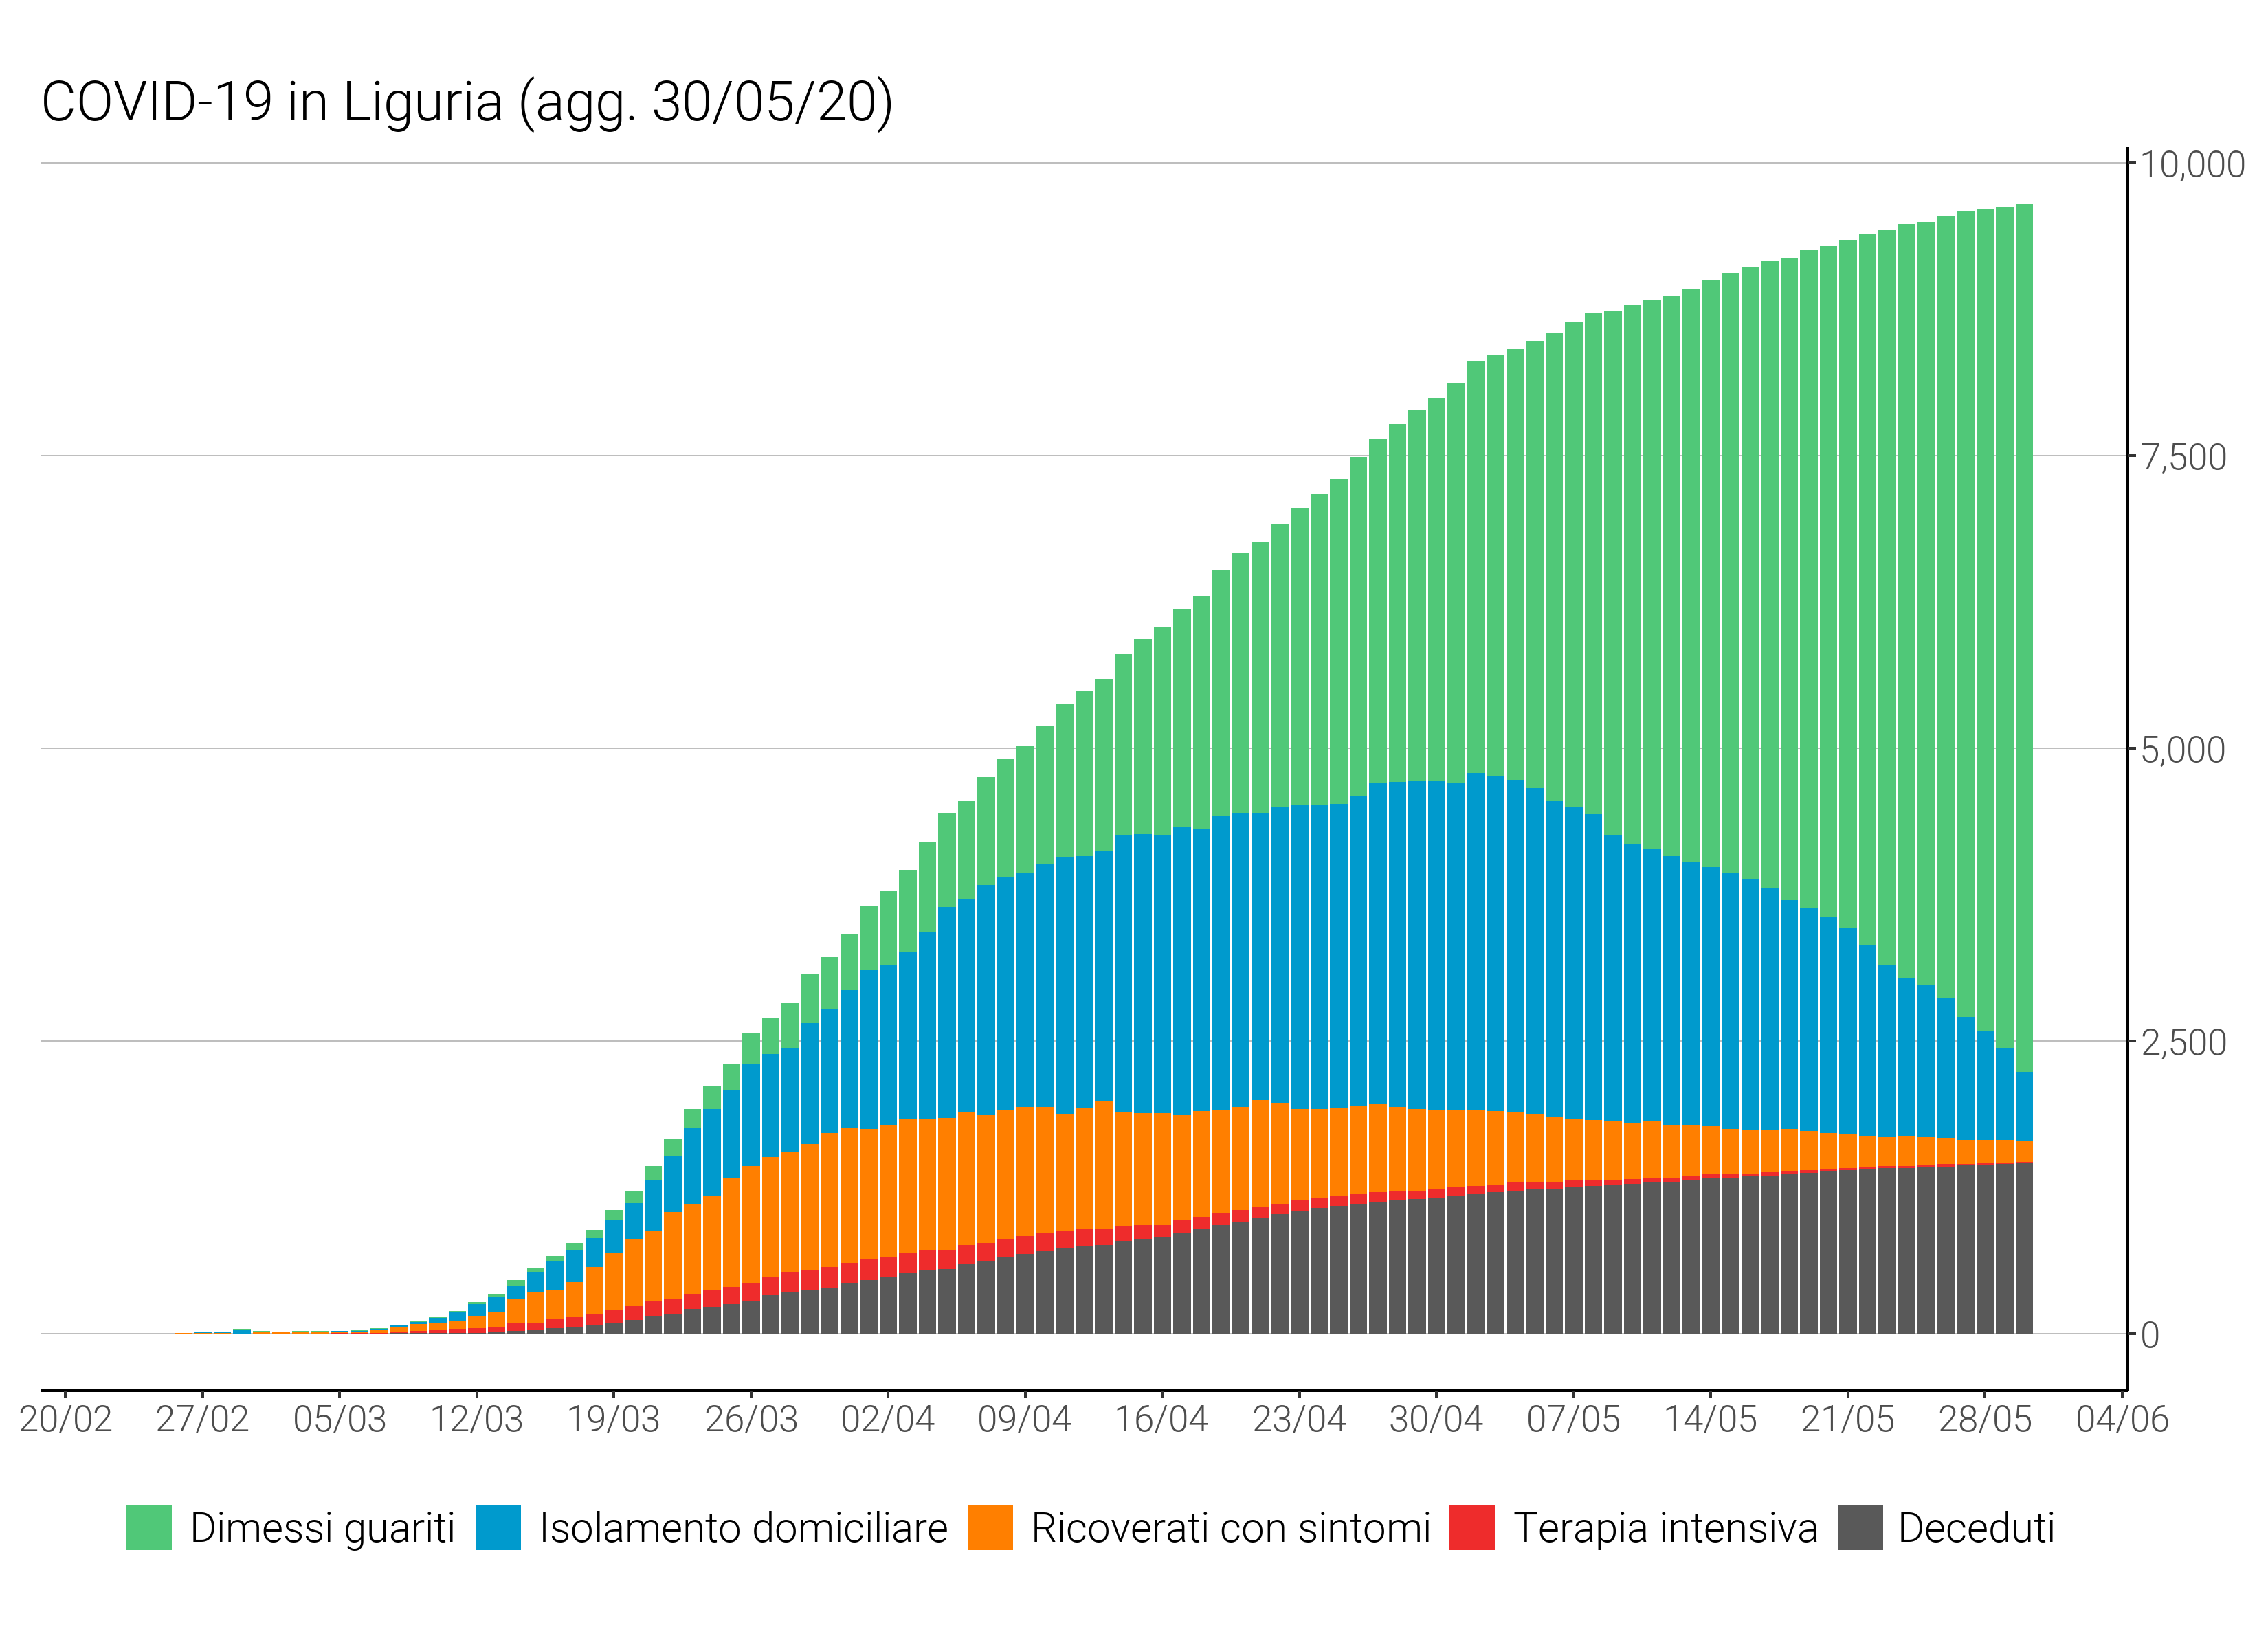 COVID-19 in Liguria (agg. 30/05/20)
10,000
7,500
5,000
2,500
0
20/02 27/02 05/03 12/03 19/03 26/03 02/04 09/04 16/04 23/04 30/04 07/05 14/05 21/05 28/05 04/06
Dimessi guariti Isolamento domiciliare Ricoverati con sintomi Terapia intensiva Deceduti